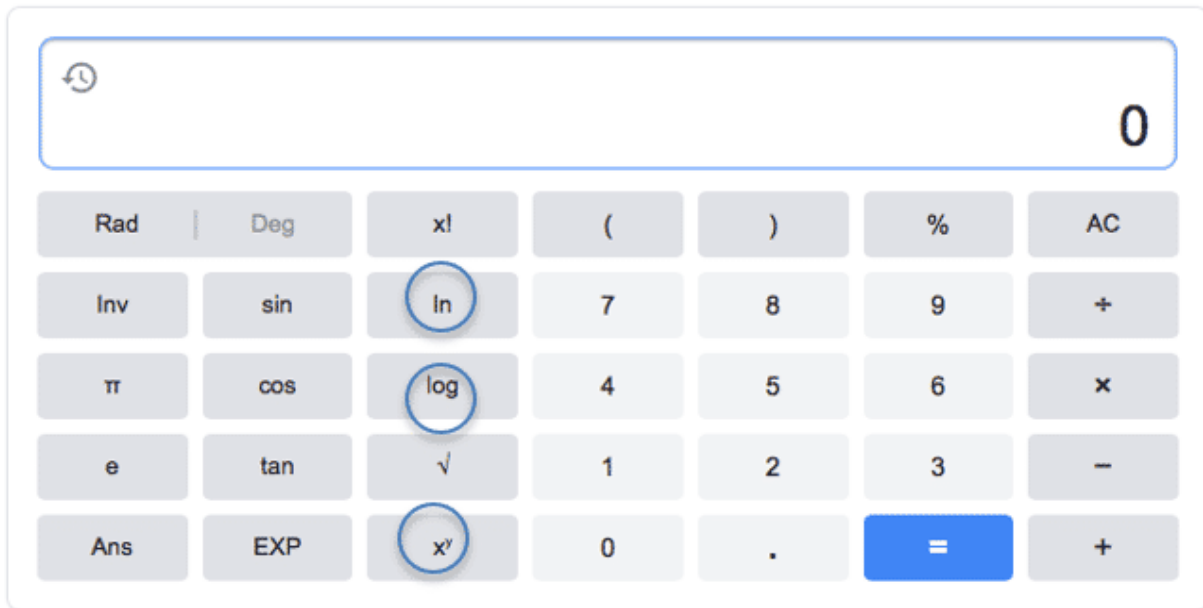 0
Rad | Deg x! ( ) % AC
Inv sin ln 7 8 9 ÷
π cos log 4 5 6 ×
e tan √ 1 2 3 −
Ans EXP xʸ 0 . = +